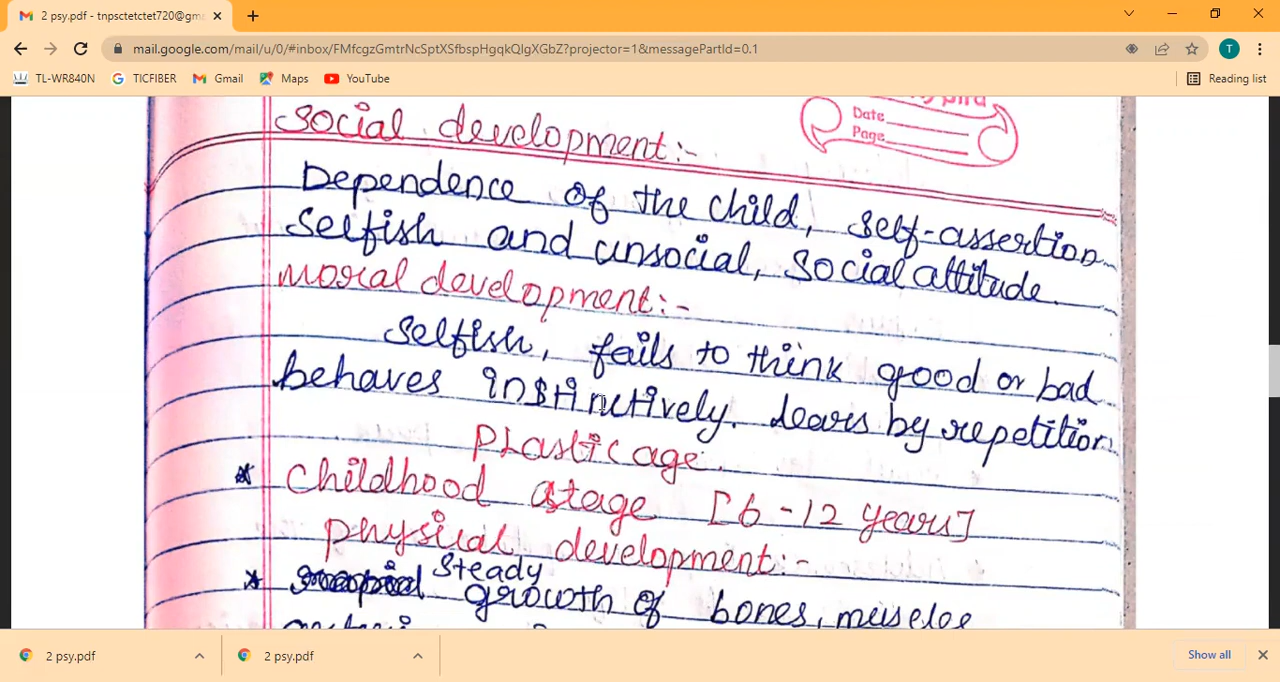 2 psy.pdf - tnpsctetctet720@gm
mail.google.com/mail/u/0/#inbox/FMfcgzGmtrNcSptXSfbspHgqkQlgXGbZ?projector=1&messagePartId=0.1
T
TL-WR840N TICFIBER Gmail Maps YouTube Reading list
Date
Page
Social development:-
Dependence of the child, self-assertion
selfish and unsocial, social attitude.
moral development:-
selfish, fails to think good or bad
behaves instinctively. lears by repetition
Plastic age.
* Childhood stage [6-12 years]
physical development:-
* steady
growth of bones, muscles
2 psy.pdf 2 psy.pdf Show all